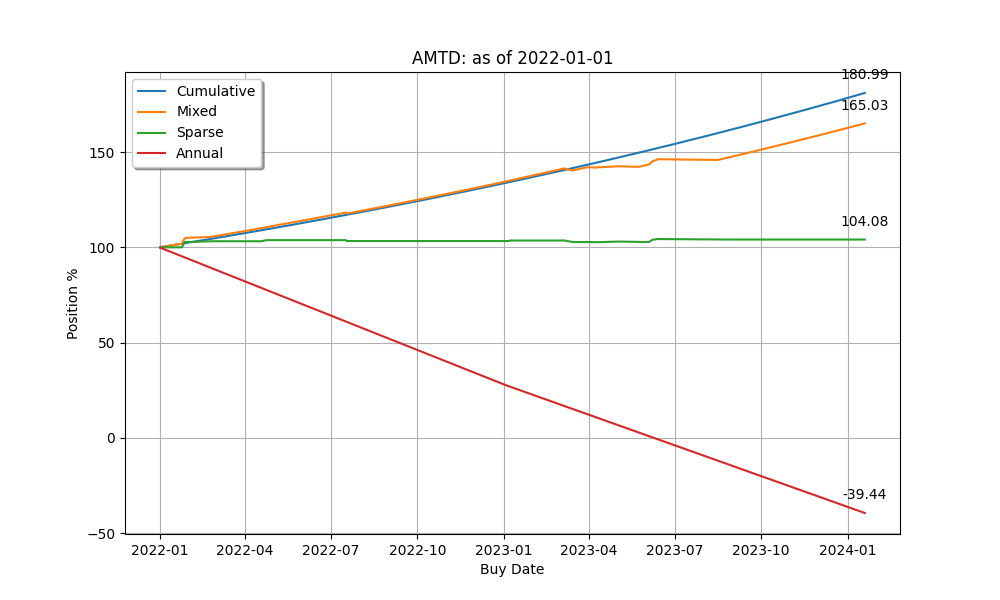 AMTD: as of 2022-01-01
180.99
Cumulative
165.03
Mixed
Sparse
Annual
150
104.08
100
Position %
50
0
-39.44
−50
2022-01 2022-04 2022-07 2022-10 2023-01 2023-04 2023-07 2023-10 2024-01
Buy Date